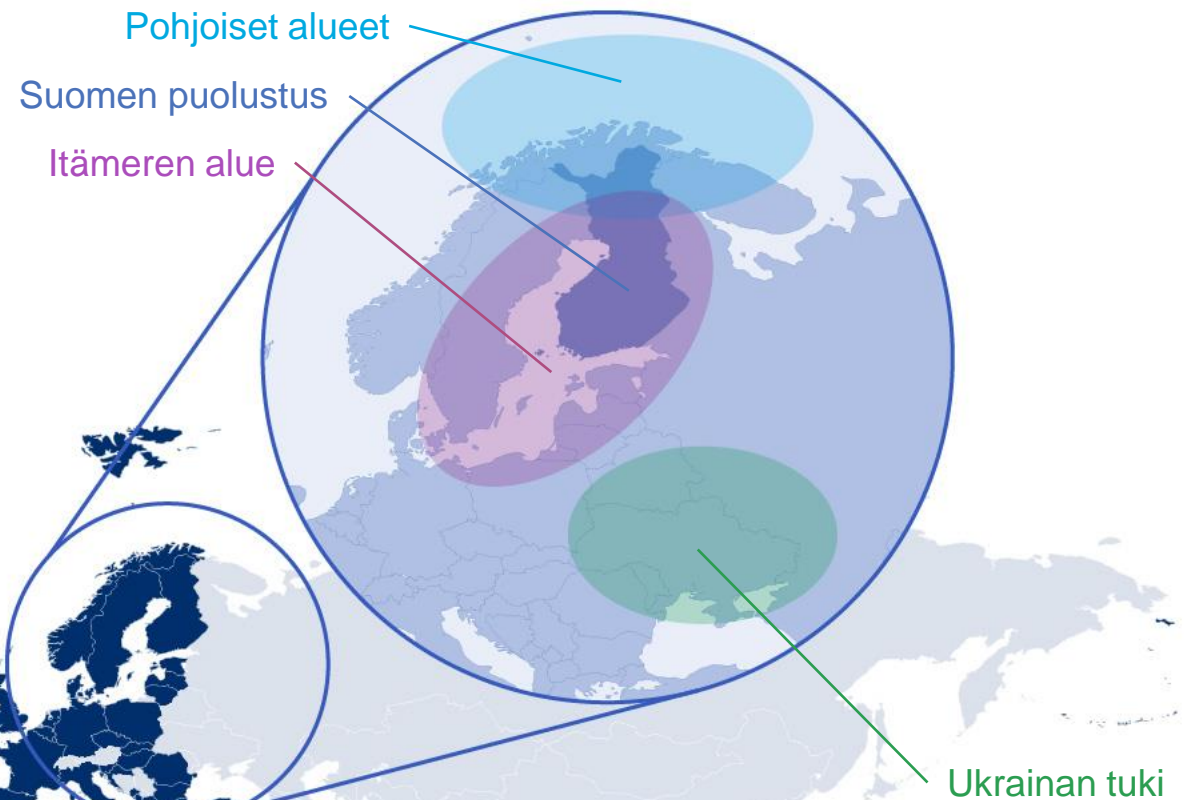 Pohjoiset alueet
Suomen puolustus
Itämeren alue
Ukrainan tuki